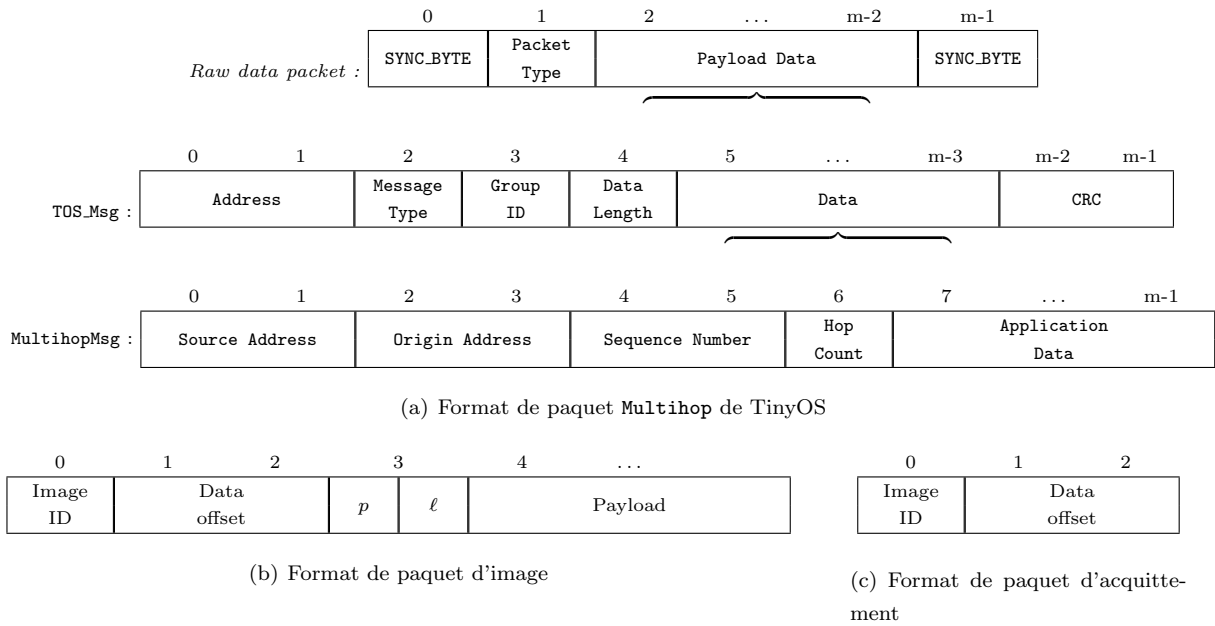 0 1 2 ... m-2 m-1
Raw data packet : SYNC_BYTE Packet Type Payload Data SYNC_BYTE
0 1 2 3 4 5 ... m-3 m-2 m-1
TOS_Msg : Address Message Type Group ID Data Length Data CRC
0 1 2 3 4 5 6 7 ... m-1
MultihopMsg : Source Address Origin Address Sequence Number Hop Count Application Data
(a) Format de paquet Multihop de TinyOS
0 1 2 3 4 ...
Image ID Data offset p ℓ Payload
(b) Format de paquet d'image
0 1 2
Image ID Data offset
(c) Format de paquet d'acquitte-
ment